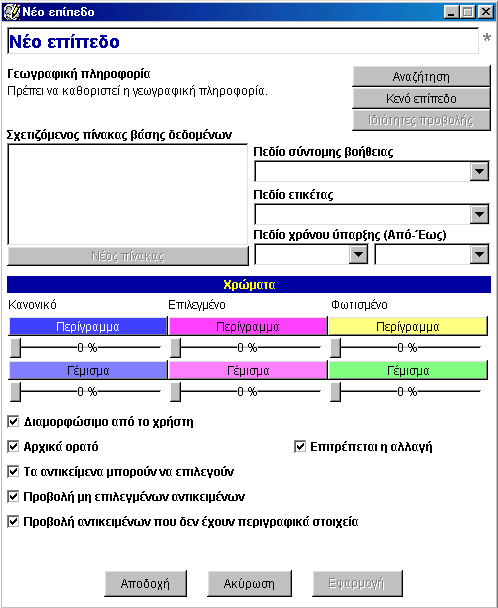 Νέο επίπεδο
Νέο επίπεδο *
Γεωγραφική πληροφορία
Πρέπει να καθοριστεί η γεωγραφική πληροφορία.
Αναζήτηση
Κενό επίπεδο
Ιδιότητες προβολής
Σχετιζόμενος πίνακας βάσης δεδομένων
Νέος πίνακας
Πεδίο σύντομης βοήθειας
Πεδίο ετικέτας
Πεδίο χρόνου ύπαρξης (Από-Έως)
Χρώματα
Κανονικό Επιλεγμένο Φωτισμένο
Περίγραμμα Περίγραμμα Περίγραμμα
0 % 0 % 0 %
Γέμισμα Γέμισμα Γέμισμα
0 % 0 % 0 %
Διαμορφώσιμο από το χρήστη
Αρχικά ορατό Επιτρέπεται η αλλαγή
Τα αντικείμενα μπορούν να επιλεγούν
Προβολή μη επιλεγμένων αντικειμένων
Προβολή αντικειμένων που δεν έχουν περιγραφικά στοιχεία
Αποδοχή Ακύρωση Εφαρμογή